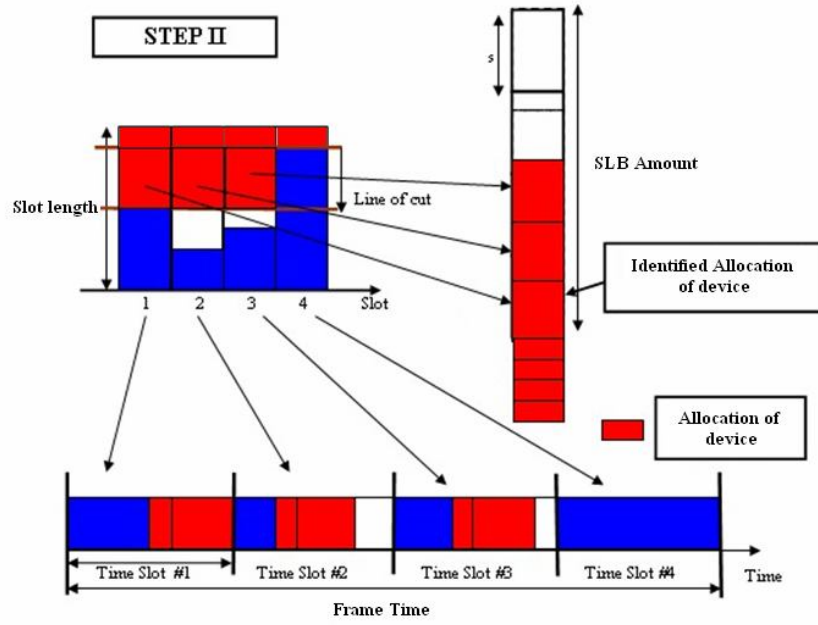 STEP II
s
SLB Amount
Slot length
Line of cut
Identified Allocation
of device
1 2 3 4 Slot
Allocation of
device
Time Slot #1 Time Slot #2 Time Slot #3 Time Slot #4 Time
Frame Time